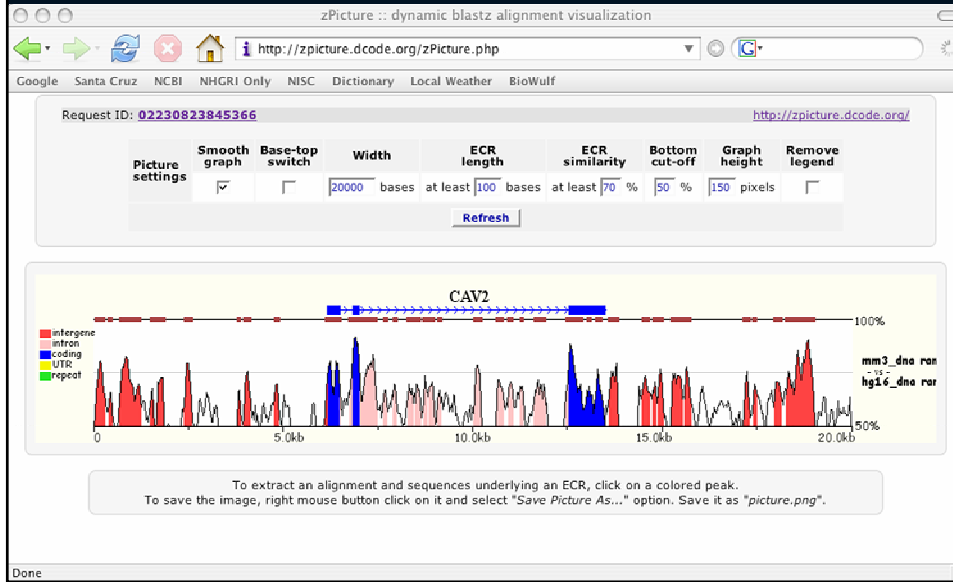 zPicture :: dynamic blastz alignment visualization
http://zpicture.dcode.org/zPicture.php
G
Google Santa Cruz NCBI NHGRI Only NISC Dictionary Local Weather BioWulf
Request ID: 02230823845366 http://zpicture.dcode.org/
Picture settings
Smooth graph
Base-top switch
Width
ECR length
ECR similarity
Bottom cut-off
Graph height
Remove legend
20000 bases at least 100 bases at least 70 % 50 % 150 pixels
Refresh
CAV2
100%
intergene
intron
coding
UTR
repeat
mm3_dna ran
- vs -
hg16_dna ran
50%
0 5.0kb 10.0kb 15.0kb 20.0kb
To extract an alignment and sequences underlying an ECR, click on a colored peak.
To save the image, right mouse button click on it and select "Save Picture As..." option. Save it as "picture.png".
Done